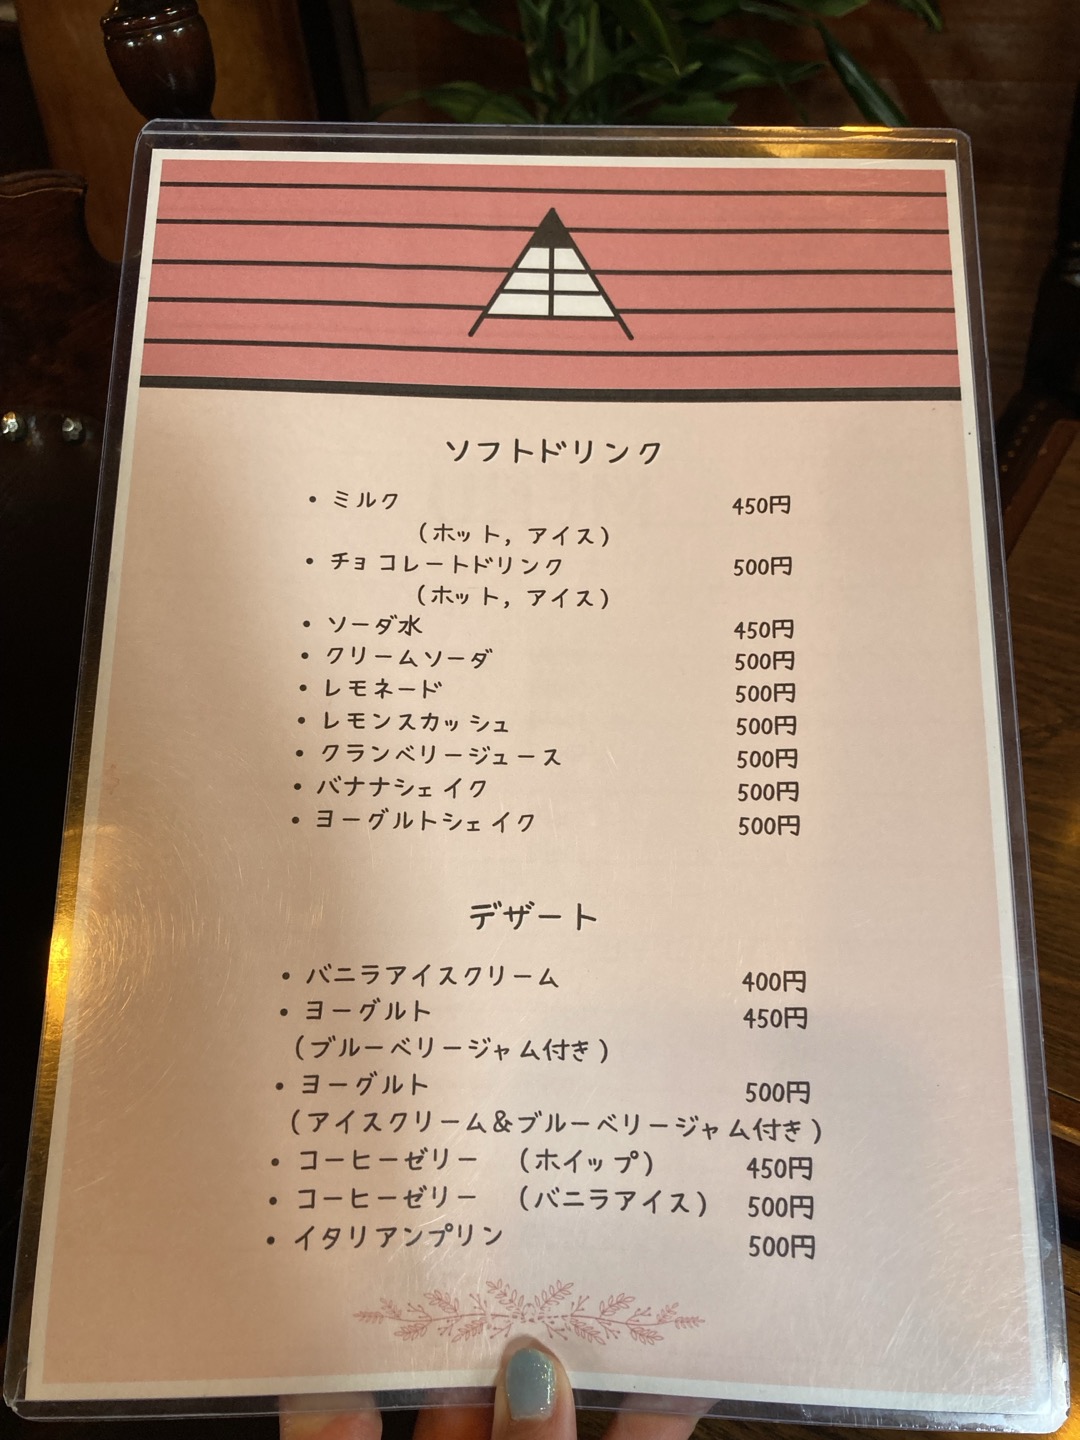 ソフトドリンク
・ミルク 450円
（ホット，アイス）
・チョコレートドリンク 500円
（ホット，アイス）
・ソーダ水 450円
・クリームソーダ 500円
・レモネード 500円
・レモンスカッシュ 500円
・クランベリージュース 500円
・バナナシェイク 500円
・ヨーグルトシェイク 500円
デザート
・バニラアイスクリーム 400円
・ヨーグルト 450円
（ブルーベリージャム付き）
・ヨーグルト 500円
（アイスクリーム＆ブルーベリージャム付き）
・コーヒーゼリー （ホイップ） 450円
・コーヒーゼリー （バニラアイス） 500円
・イタリアンプリン 500円